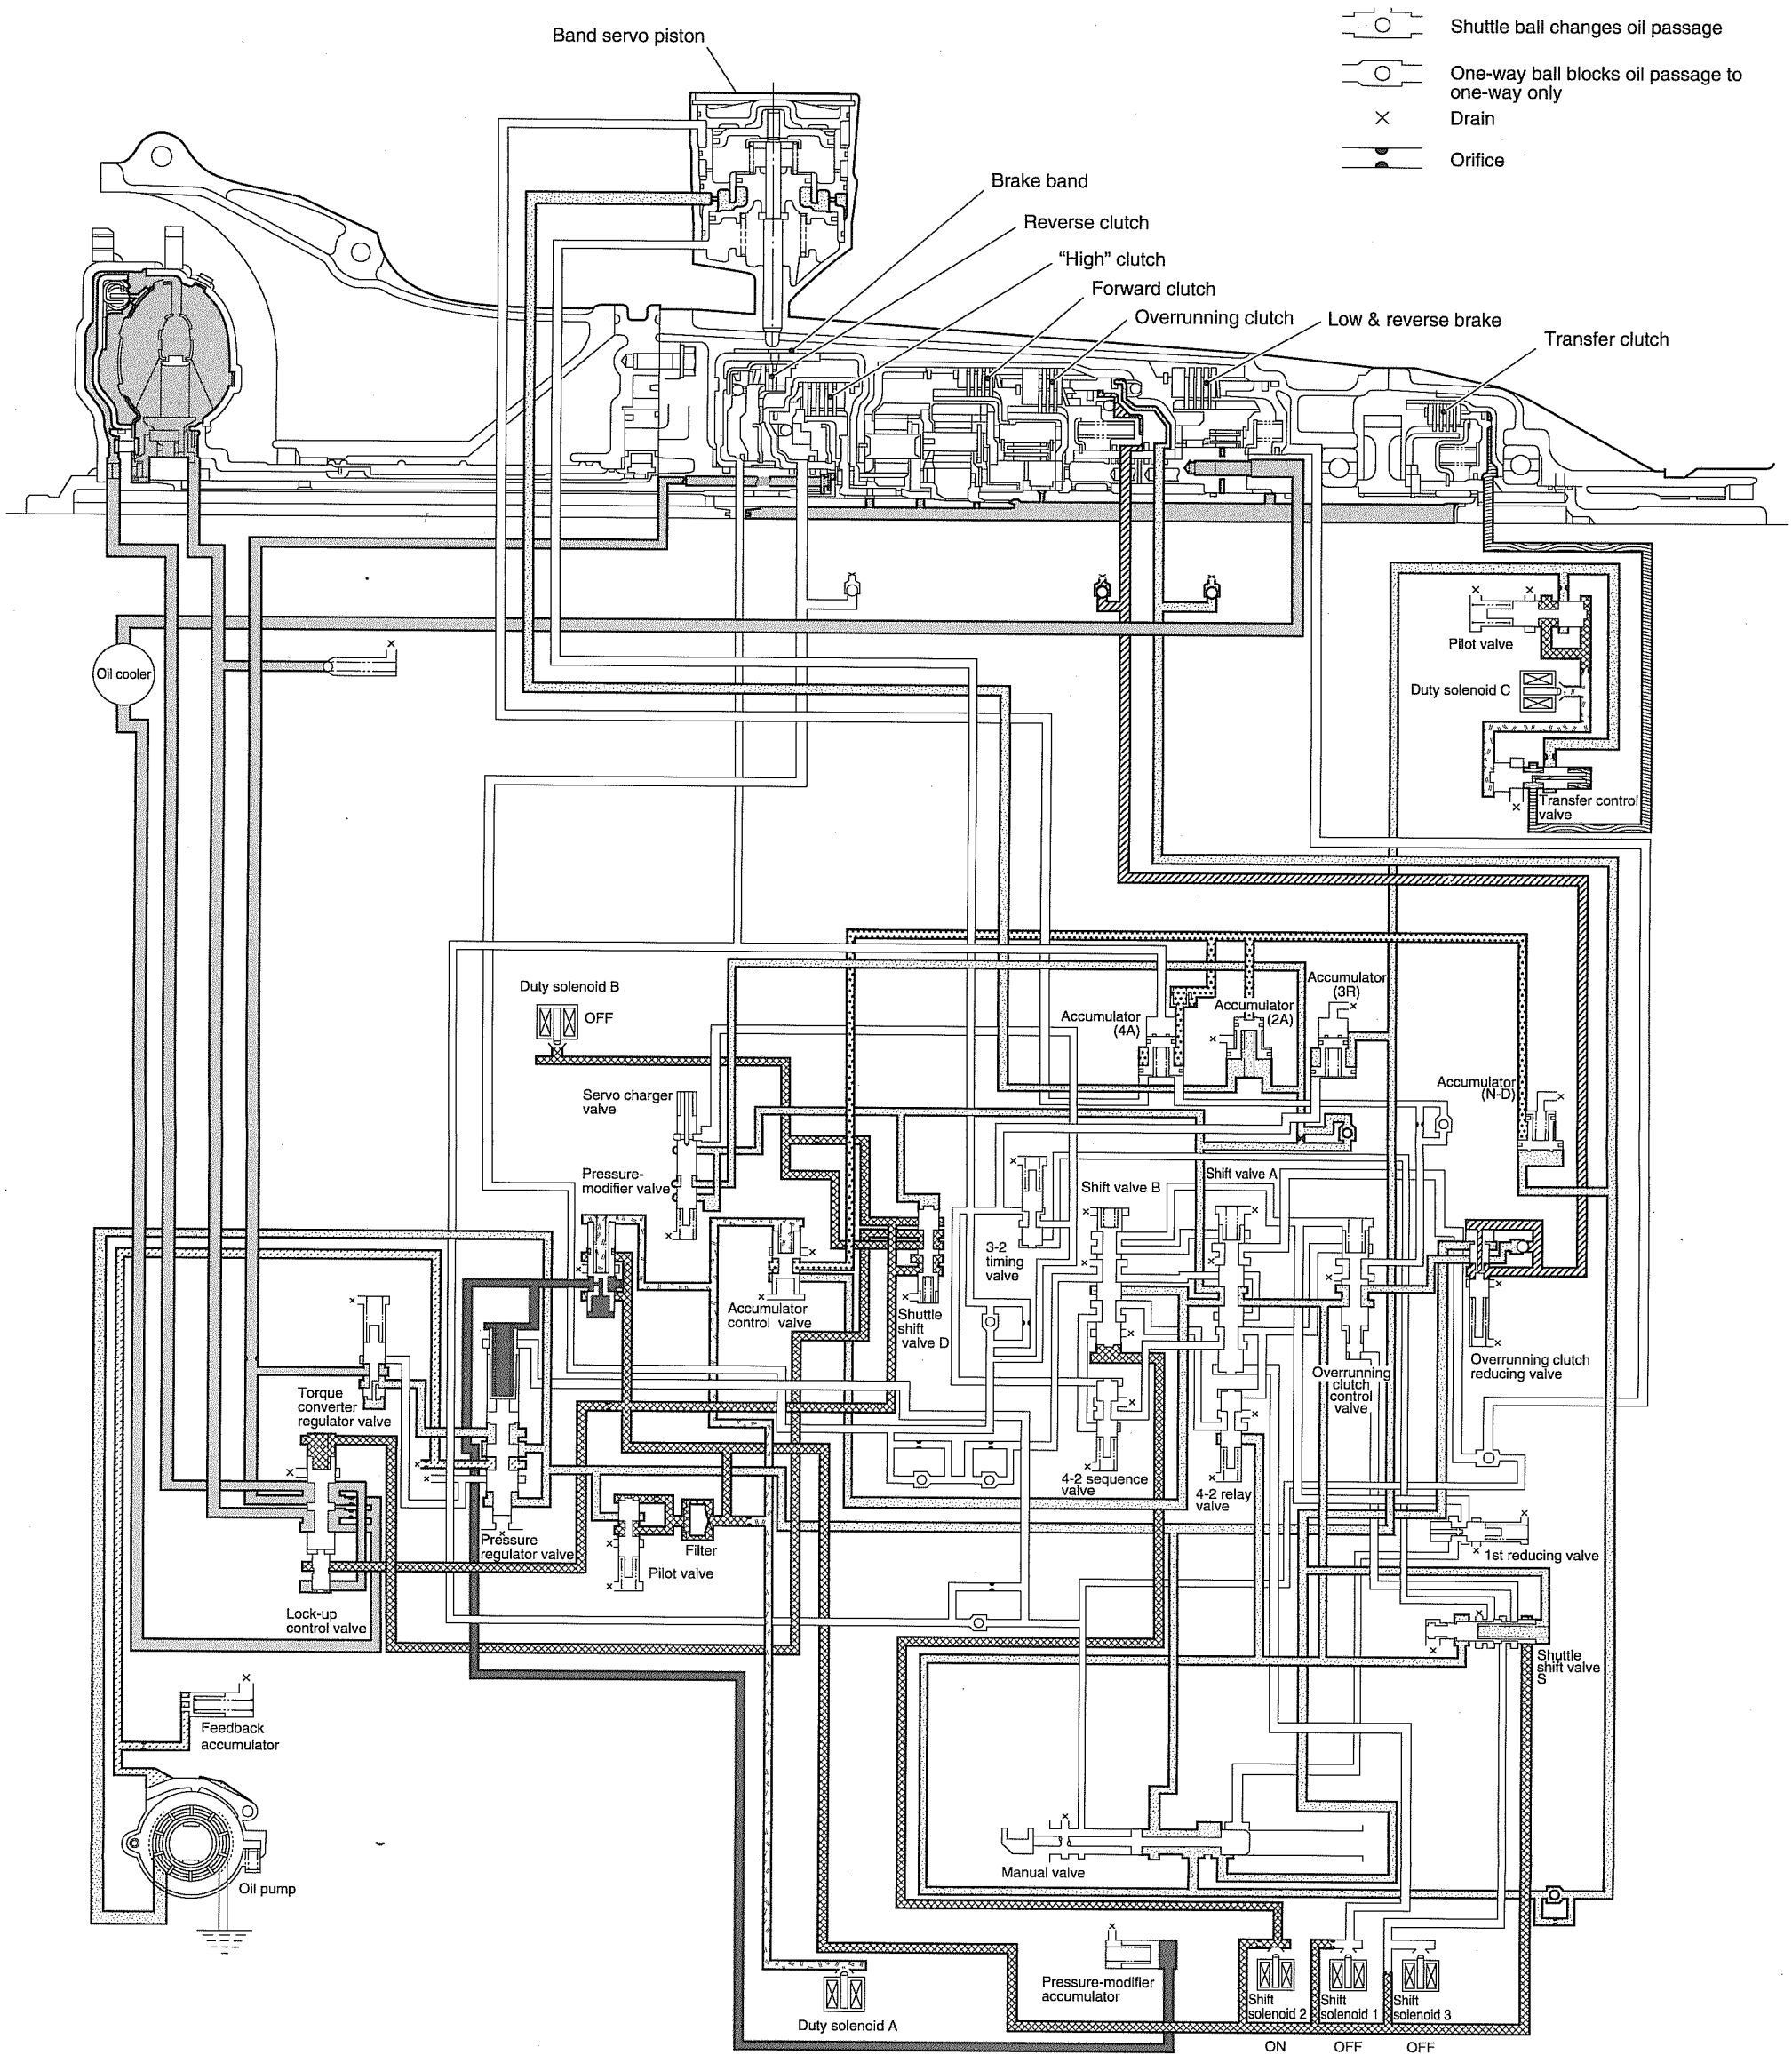 Band servo piston
Shuttle ball changes oil passage
One-way ball blocks oil passage to
one-way only
Drain
Orifice
Brake band
Reverse clutch
“High” clutch
Forward clutch
Overrunning clutch
Low & reverse brake
Transfer clutch
Pilot valve
Oil cooler
Duty solenoid C
Transfer control
valve
Duty solenoid B
OFF
Accumulator
(3R)
Accumulator
(2A)
Accumulator
(4A)
Accumulator
(N-D)
Servo charger
valve
Pressure-
modifier valve
Shift valve B
Shift valve A
3-2
timing
valve
Accumulator
control valve
Shuttle
shift
valve D
Overrunning clutch
reducing valve
Overrunning
clutch
control
valve
Torque
converter
regulator valve
4-2 sequence
valve
4-2 relay
valve
Pressure
regulator valve
Filter
Pilot valve
1st reducing valve
Lock-up
control valve
Shuttle
shift valve
S
Feedback
accumulator
Manual valve
Oil pump
Pressure-modifier
accumulator
Shift
solenoid 2
Shift
solenoid 1
Shift
solenoid 3
Duty solenoid A
ON
OFF
OFF